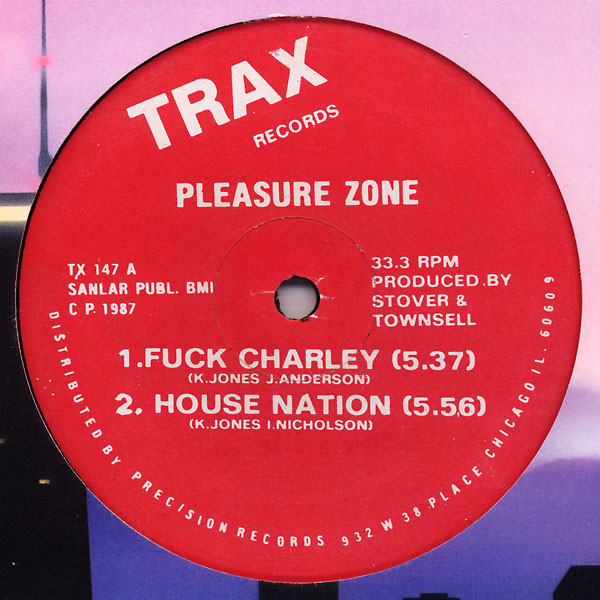 TRAX
RECORDS
PLEASURE ZONE
TX 147 A
SANLAR PUBL. BMI
C P. 1987
33.3 RPM
PRODUCED BY
STOVER &
TOWNSELL
1.FUCK CHARLEY (5.37)
(K.JONES J.ANDERSON)
2. HOUSE NATION (5.56)
(K.JONES I.NICHOLSON)
DISTRIBUTED BY PRECISION RECORDS 932 W 38 PLACE CHICAGO IL. 60609